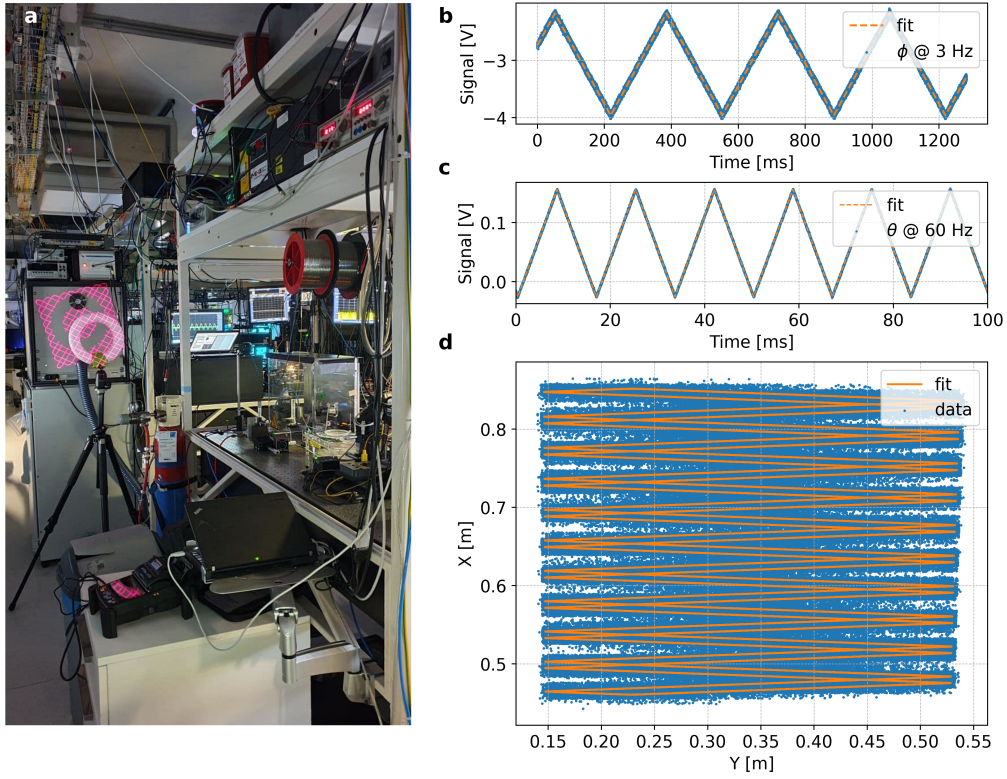 a
b
Signal [V]
−3
−4
fit
ϕ @ 3 Hz
0 200 400 600 800 1000 1200
Time [ms]
c
Signal [V]
0.1
0.0
fit
θ @ 60 Hz
0 20 40 60 80 100
Time [ms]
d
X [m]
0.8
0.7
0.6
0.5
fit
data
0.15 0.20 0.25 0.30 0.35 0.40 0.45 0.50 0.55
Y [m]